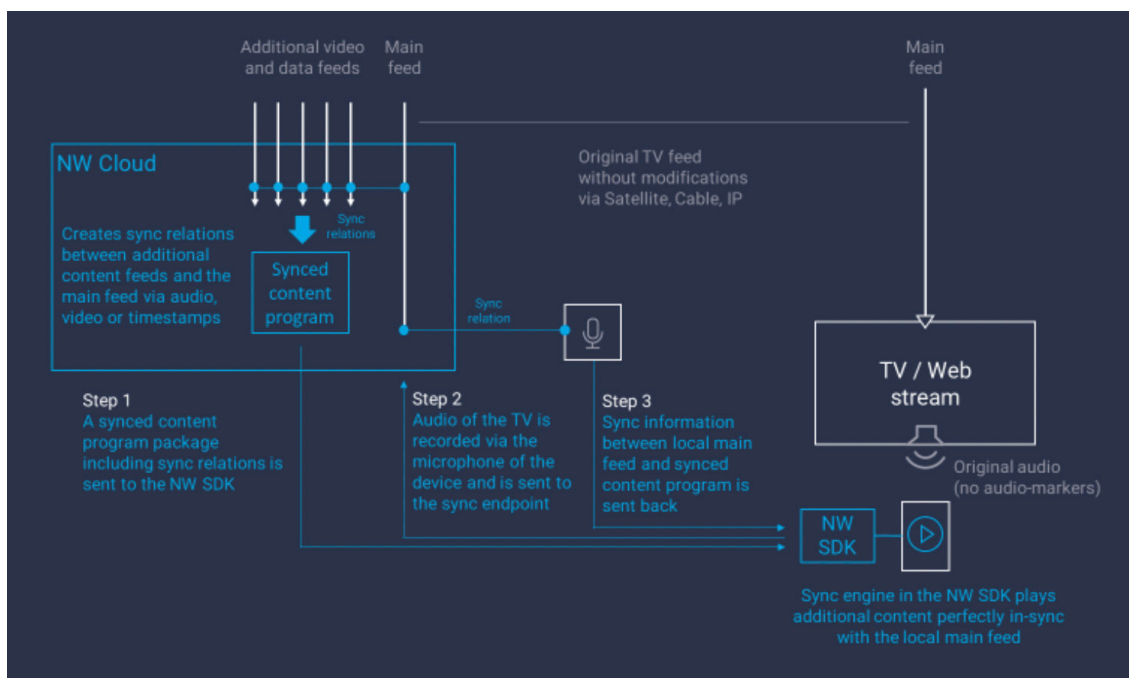 Additional video
and data feeds
Main
feed
Main
feed
NW Cloud
Original TV feed
without modifications
via Satellite, Cable, IP
Sync
relations
Creates sync relations
between additional
content feeds and the
main feed via audio,
video or timestamps
Synced
content
program
Sync
relation
TV / Web
stream
Step 1
A synced content
program package
including sync relations is
sent to the NW SDK
Step 2
Audio of the TV is
recorded via the
microphone of the
device and is sent to
the sync endpoint
Step 3
Sync information
between local main
feed and synced
content program is
sent back
Original audio
(no audio-markers)
NW
SDK
Sync engine in the NW SDK plays
additional content perfectly in-sync
with the local main feed